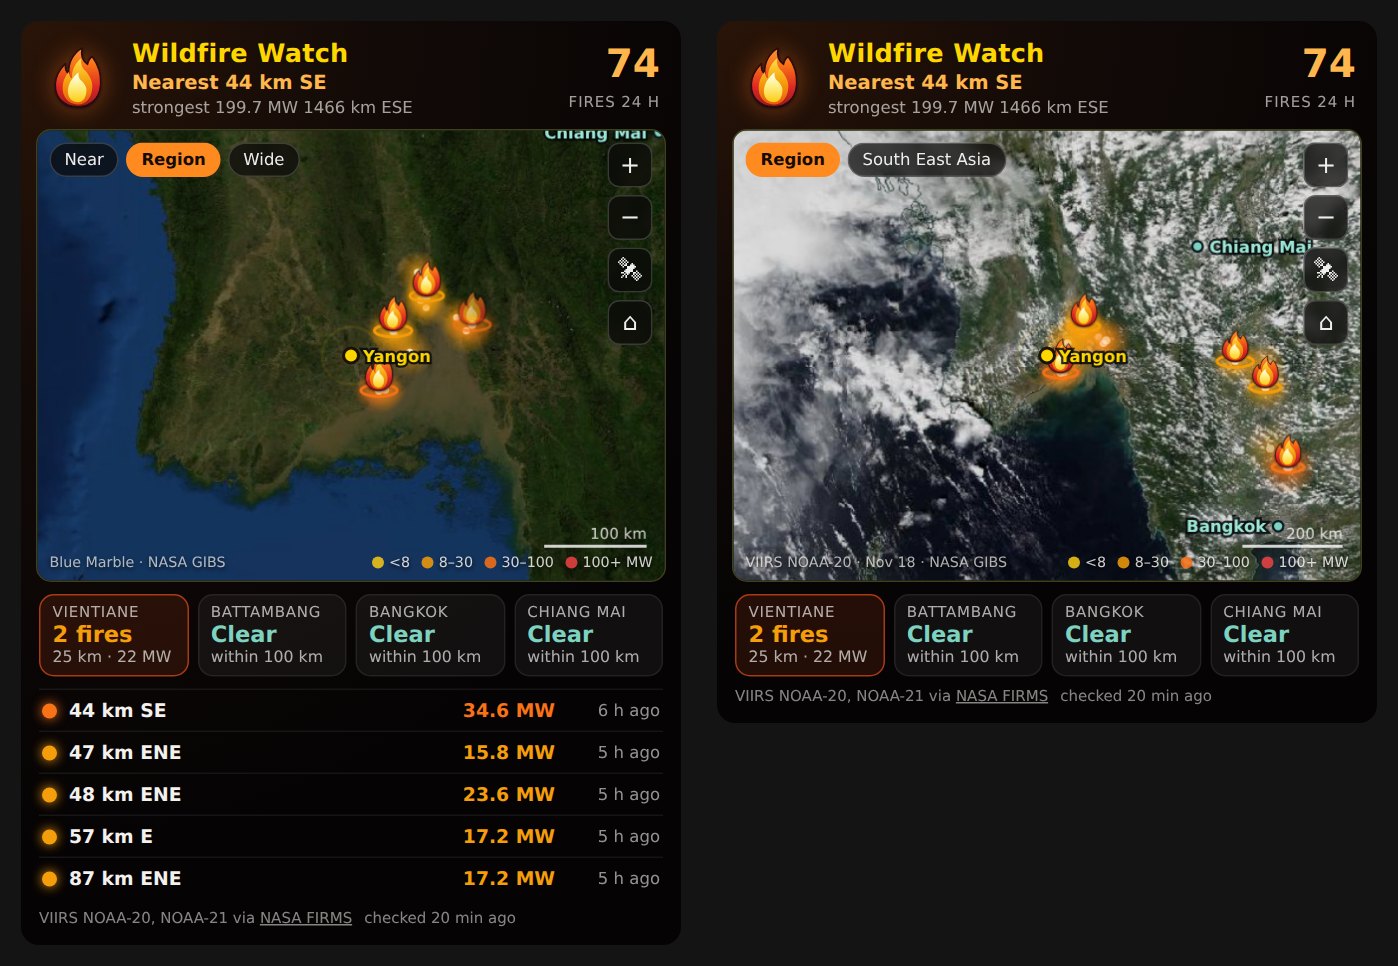 Wildfire Watch
Nearest 44 km SE
strongest 199.7 MW 1466 km ESE
74
FIRES 24 H
Chiang Mai
Near
Region
Wide
+
−
Yangon
100 km
Blue Marble · NASA GIBS
<8
8–30
30–100
100+ MW
VIENTIANE
2 fires
25 km · 22 MW
BATTAMBANG
Clear
within 100 km
BANGKOK
Clear
within 100 km
CHIANG MAI
Clear
within 100 km
44 km SE 34.6 MW 6 h ago
47 km ENE 15.8 MW 5 h ago
48 km ENE 23.6 MW 5 h ago
57 km E 17.2 MW 5 h ago
87 km ENE 17.2 MW 5 h ago
VIIRS NOAA-20, NOAA-21 via NASA FIRMS checked 20 min ago
Wildfire Watch
Nearest 44 km SE
strongest 199.7 MW 1466 km ESE
74
FIRES 24 H
Region
South East Asia
+
−
Chiang Mai
Yangon
Bangkok
200 km
VIIRS NOAA-20 · Nov 18 · NASA GIBS
<8
8–30
30–100
100+ MW
VIENTIANE
2 fires
25 km · 22 MW
BATTAMBANG
Clear
within 100 km
BANGKOK
Clear
within 100 km
CHIANG MAI
Clear
within 100 km
VIIRS NOAA-20, NOAA-21 via NASA FIRMS checked 20 min ago